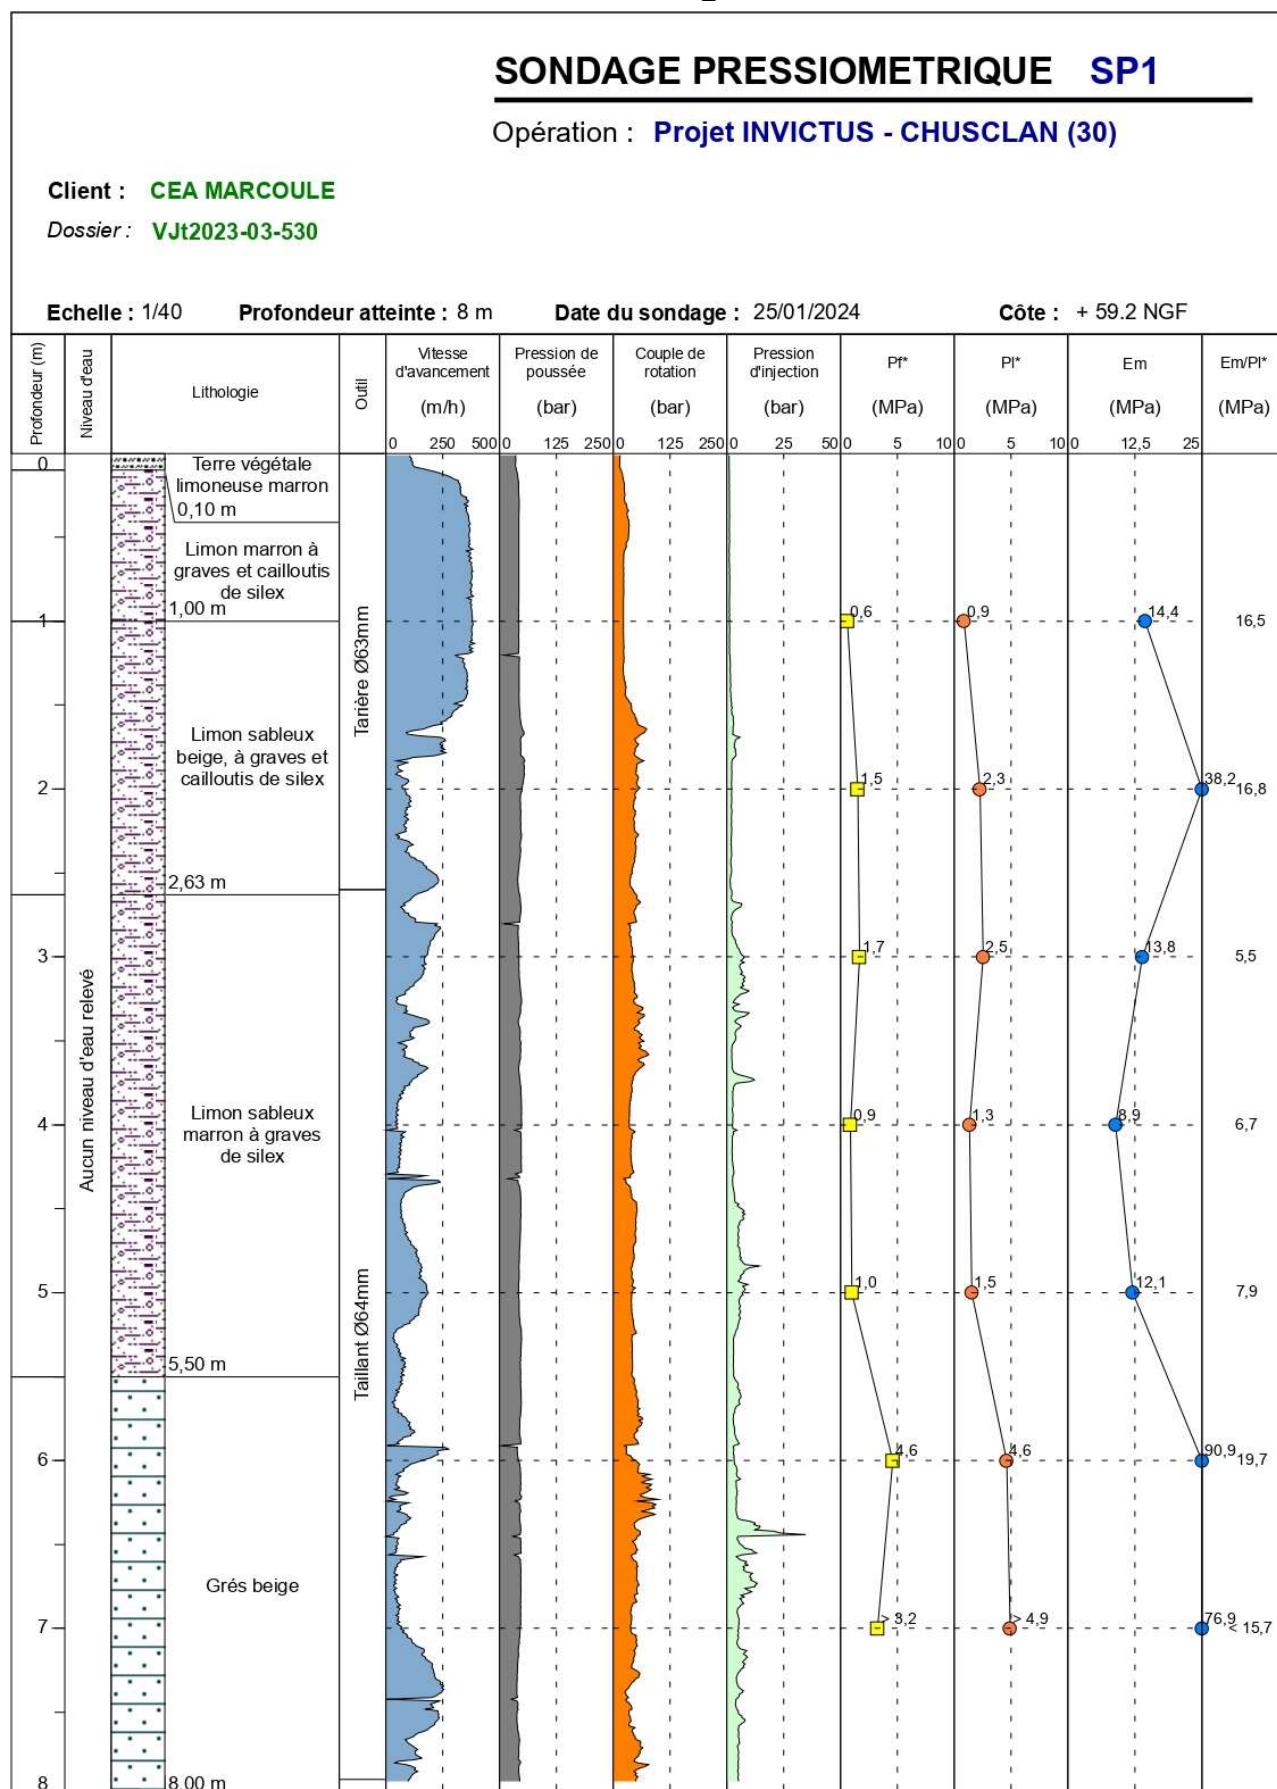 SONDAGE PRESSIOMETRIQUE SP1
Opération : Projet INVICTUS - CHUSCLAN (30)
Client : CEA MARCOULE
Dossier : VJt2023-03-530
Echelle : 1/40 Profondeur atteinte : 8 m Date du sondage : 25/01/2024 Côte : + 59.2 NGF
Profondeur (m)
Niveau d'eau
Lithologie
Outil
Vitesse
d'avancement
(m/h)
0 250 500
Pression de
poussée
(bar)
0 125 250
Couple de
rotation
(bar)
0 125 250
Pression
d'injection
(bar)
0 25 50
Pf*
(MPa)
0 5 10
Pl*
(MPa)
0 5 10
Em
(MPa)
0 12,5 25
Em/Pl*
(MPa)
0
Terre végétale
limoneuse marron
0,10 m
Limon marron à
graves et cailloutis
de silex
1,00 m
1 0,6 0,9 14,4 16,5
Tarière Ø63mm
Limon sableux
beige, à graves et
cailloutis de silex
2 1,5 2,3 38,2 16,8
2,63 m
3 1,7 2,5 13,8 5,5
Aucun niveau d'eau relevé
Limon sableux
marron à graves
de silex
4 0,9 1,3 8,9 6,7
5 1,0 1,5 12,1 7,9
Taillant Ø64mm
5,50 m
6 4,6 4,6 90,9 19,7
Grés beige
7 > 3,2 > 4,9 76,9 < 15,7
8 8,00 m